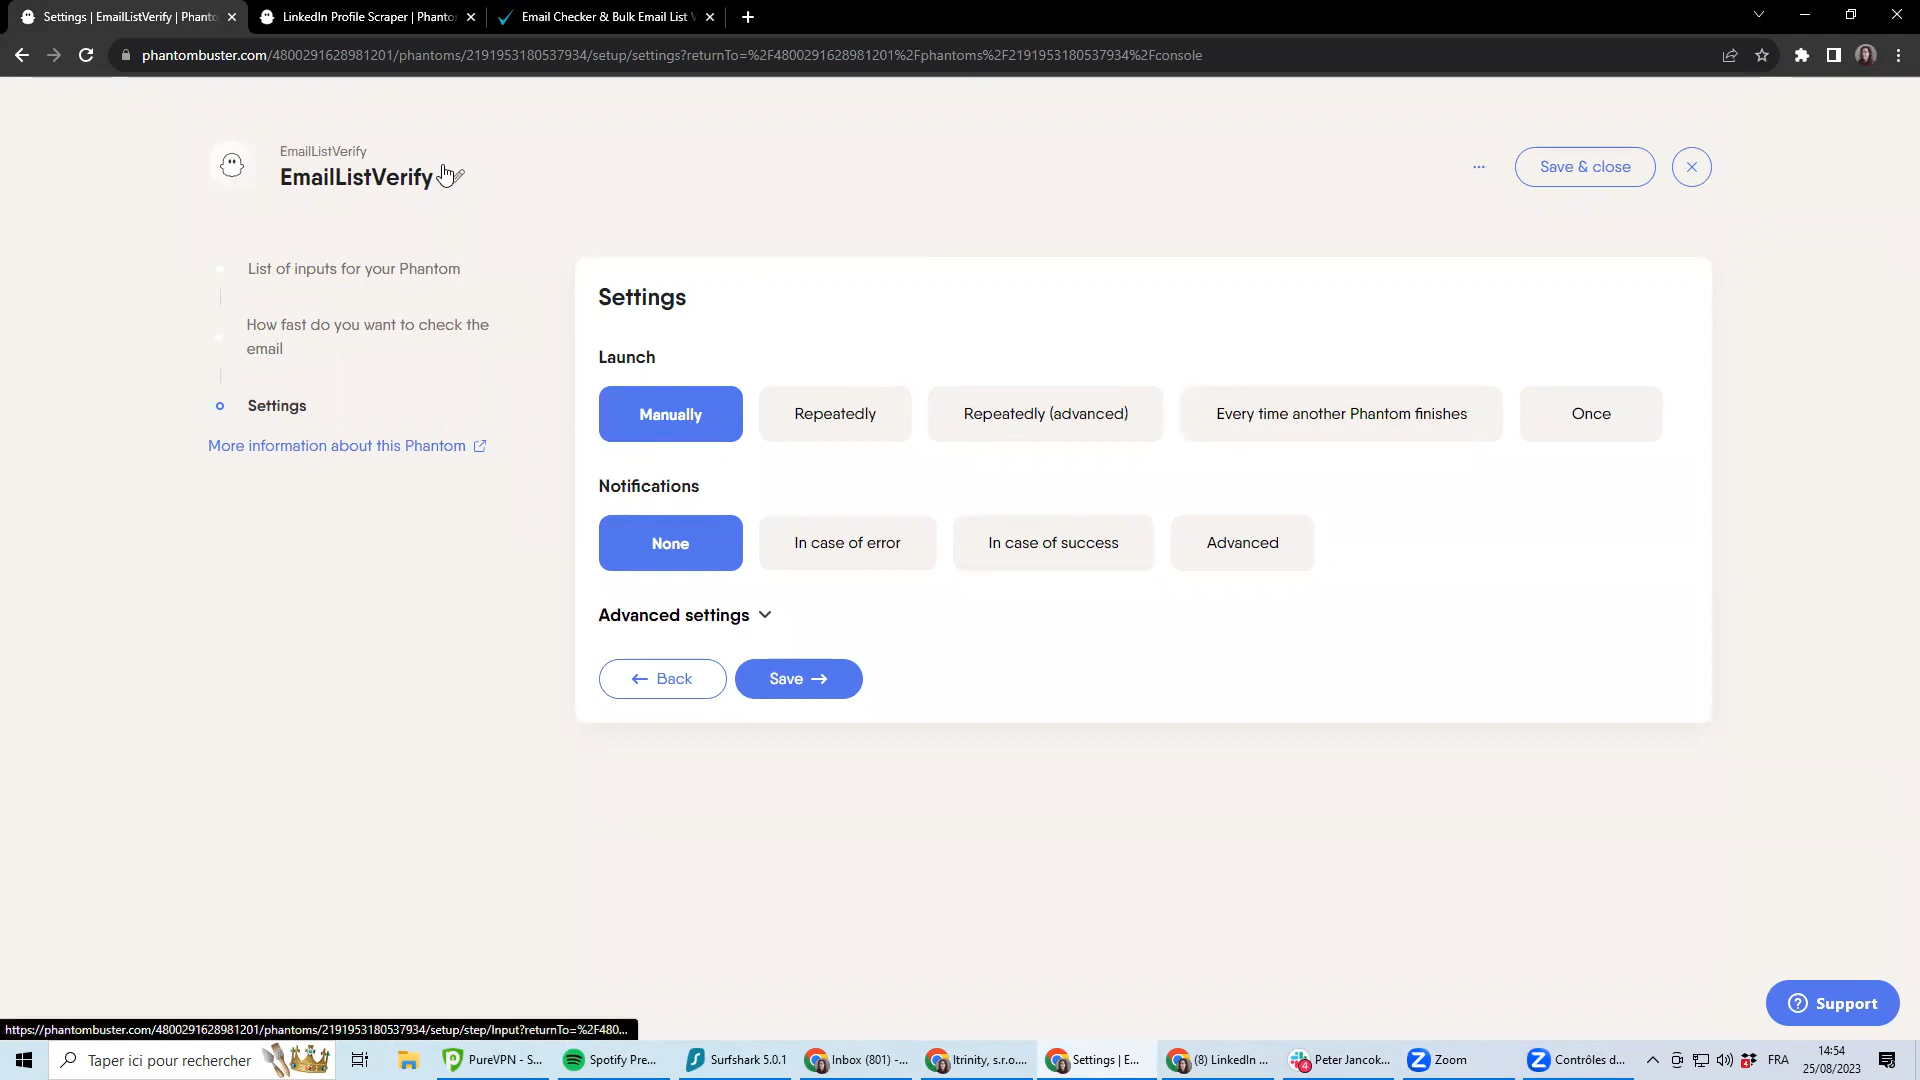 Settings | EmailListVerify | Phanto
LinkedIn Profile Scraper | Phanto
Email Checker & Bulk Email List V
phantombuster.com/4800291628981201/phantoms/2191953180537934/setup/settings?returnTo=%2F4800291628981201%2Fphantoms%2F2191953180537934%2Fconsole
EmailListVerify
EmailListVerify
...
Save & close
List of inputs for your Phantom
How fast do you want to check the
email
Settings
More information about this Phantom
Settings
Launch
Manually
Repeatedly
Repeatedly (advanced)
Every time another Phantom finishes
Once
Notifications
None
In case of error
In case of success
Advanced
Advanced settings
← Back
Save →
Support
https://phantombuster.com/4800291628981201/phantoms/2191953180537934/setup/step/Input?returnTo=%2F480...
Taper ici pour rechercher
PureVPN - S...
Spotify Pre...
Surfshark 5.0.1
Inbox (801) -...
Itrinity, s.r.o....
Settings | E...
(8) LinkedIn ...
4
Peter Jancok...
Zoom
Contrôles d...
FRA
14:54
25/08/2023